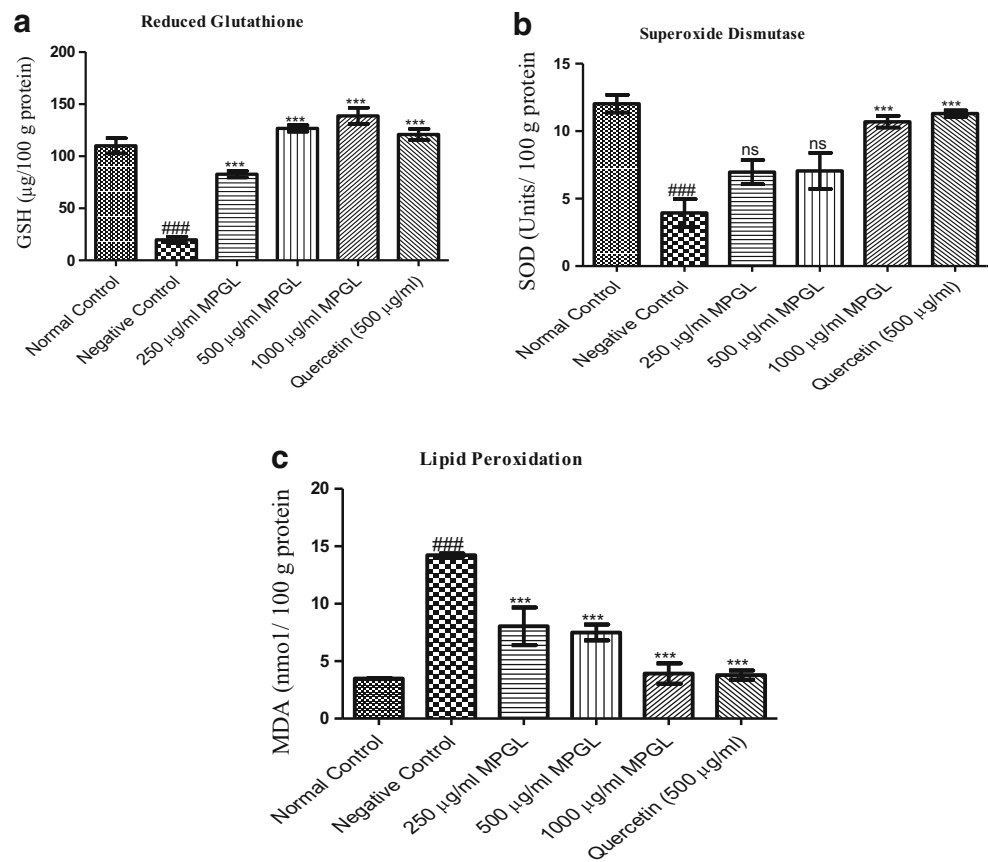 a
Reduced Glutathione
GSH (µg/100 g protein)
200
150
100
50
0
###
***
***
***
***
Normal Control
Negative Control
250 µg/ml MPGL
500 µg/ml MPGL
1000 µg/ml MPGL
Quercetin (500 µg/ml)
b
Superoxide Dismutase
SOD (Units/ 100 g protein
15
10
5
0
###
ns
ns
***
***
Normal Control
Negative Control
250 µg/ml MPGL
500 µg/ml MPGL
1000 µg/ml MPGL
Quercetin (500 µg/ml)
c
Lipid Peroxidation
MDA (nmol/ 100 g protein
20
15
10
5
0
###
***
***
***
***
Normal Control
Negative Control
250 µg/ml MPGL
500 µg/ml MPGL
1000 µg/ml MPGL
Quercetin (500 µg/ml)